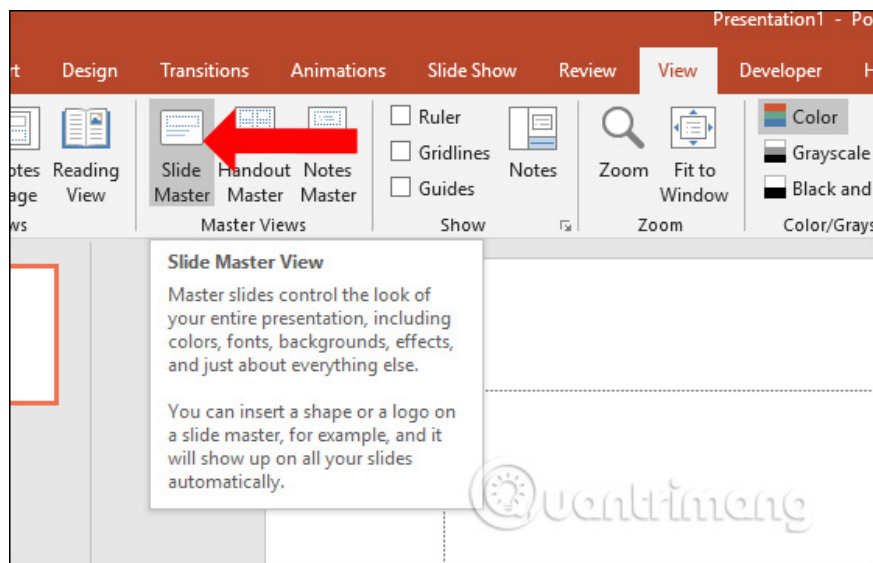 Presentation1 - Po
rt Design Transitions Animations Slide Show Review View Developer H
Ruler
Gridlines
Guides
otes
age
Reading
View
Slide
Master
Handout
Master
Notes
Master
Notes
Zoom
Fit to
Window
Color
Grayscale
Black and
ws Master Views Show Zoom Color/Grays
Slide Master View
Master slides control the look of
your entire presentation, including
colors, fonts, backgrounds, effects,
and just about everything else.
You can insert a shape or a logo on
a slide master, for example, and it
will show up on all your slides
automatically.
Quantrimang